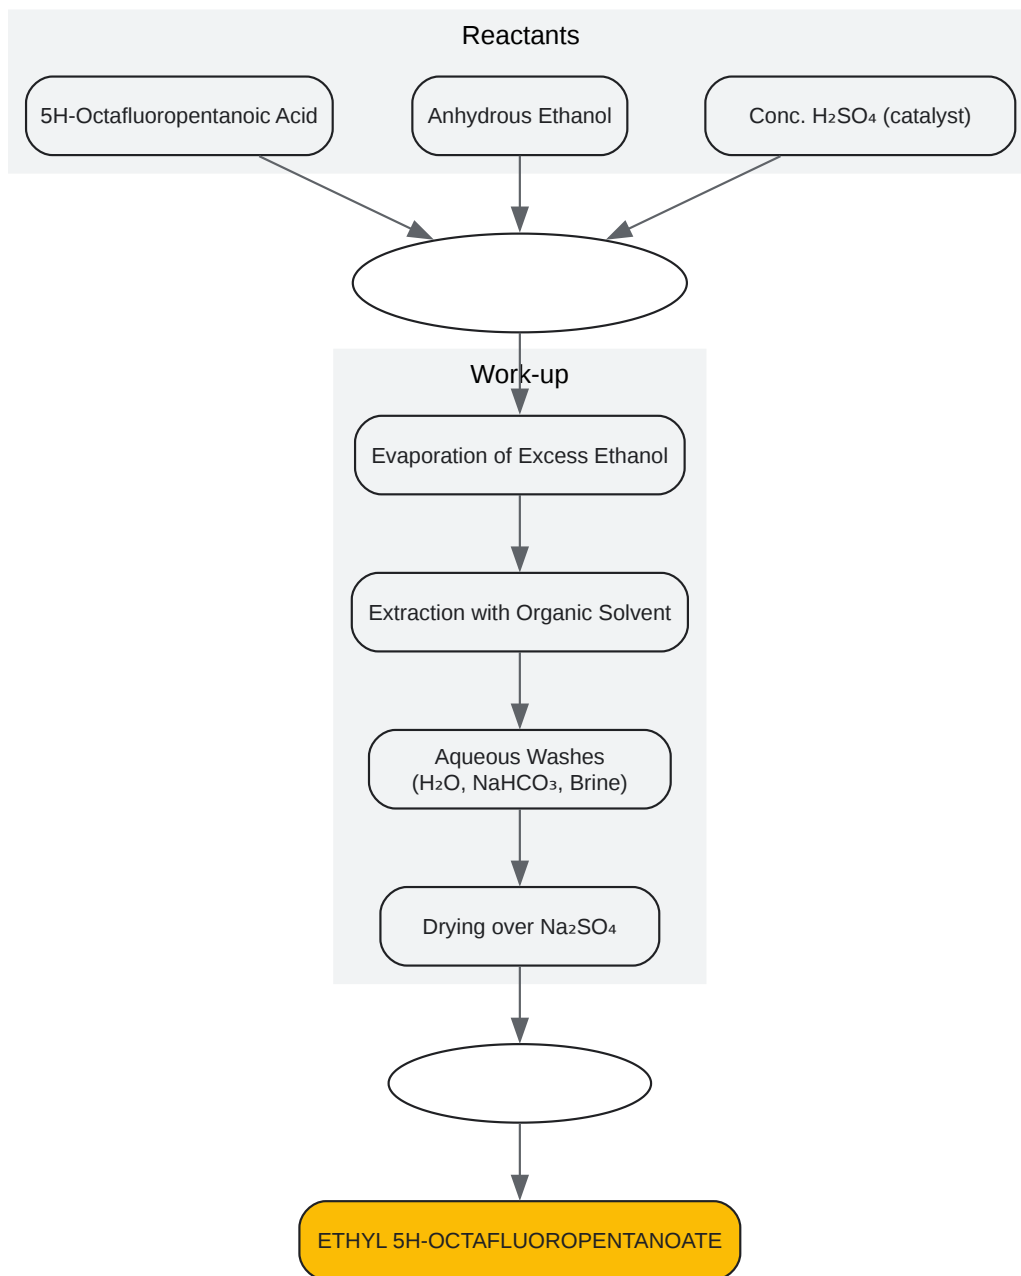 Reactants
5H-Octafluoropentanoic Acid
Anhydrous Ethanol
Conc. H₂SO₄ (catalyst)
Work-up
Evaporation of Excess Ethanol
Extraction with Organic Solvent
Aqueous Washes
(H₂O, NaHCO₃, Brine)
Drying over Na₂SO₄
ETHYL 5H-OCTAFLUOROPENTANOATE